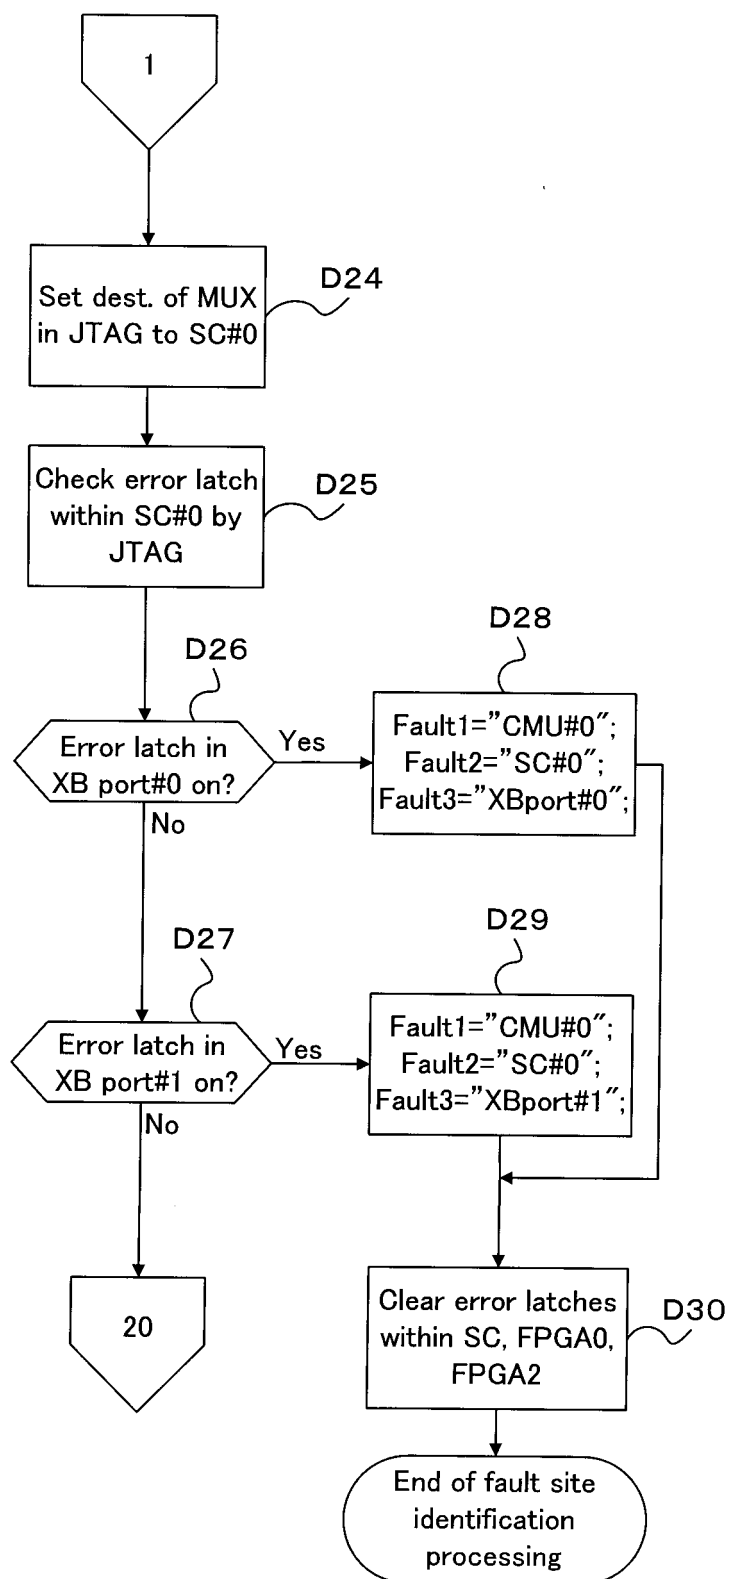 1
D24
Set dest. of MUX
in JTAG to SC#0
D25
Check error latch
within SC#0 by
JTAG
D26
Error latch in
XB port#0 on?
Yes
No
D28
Fault1="CMU#0";
Fault2="SC#0";
Fault3="XBport#0";
D27
Error latch in
XB port#1 on?
Yes
No
D29
Fault1="CMU#0";
Fault2="SC#0";
Fault3="XBport#1";
20
Clear error latches
within SC, FPGA0,
FPGA2
D30
End of fault site
identification
processing